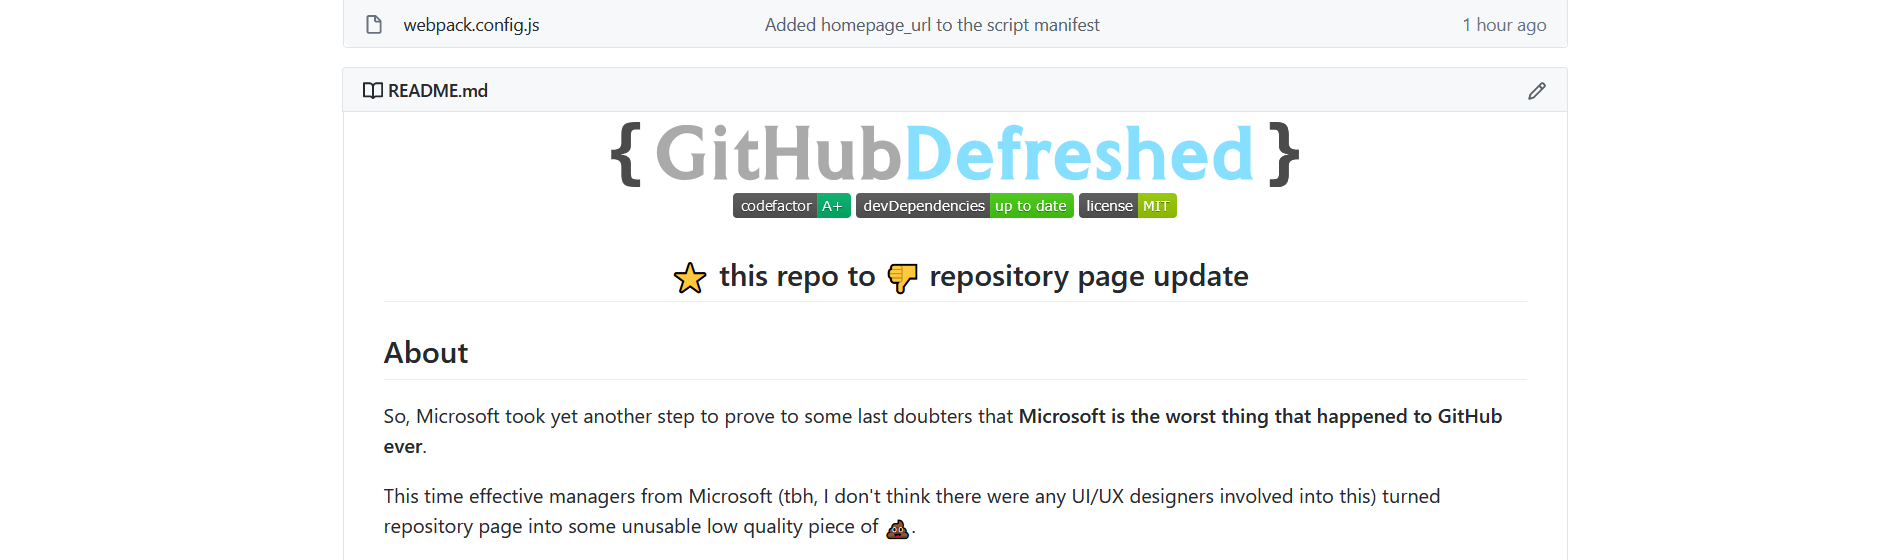 webpack.config.js Added homepage_url to the script manifest 1 hour ago
README.md
{ GitHubDefreshed }
codefactor A+ devDependencies up to date license MIT
⭐ this repo to 👎 repository page update
About
So, Microsoft took yet another step to prove to some last doubters that Microsoft is the worst thing that happened to GitHub
ever.
This time effective managers from Microsoft (tbh, I don't think there were any UI/UX designers involved into this) turned
repository page into some unusable low quality piece of 💩.